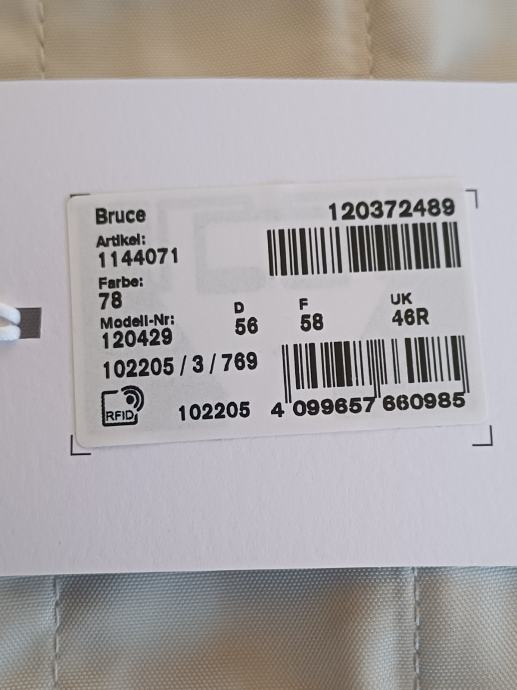 Bruce
120372489
Artikel:
1144071
Farbe:
78
Modell-Nr:
120429
D F UK
56 58 46R
102205 / 3 / 769
RFID
102205
4 099657 660985